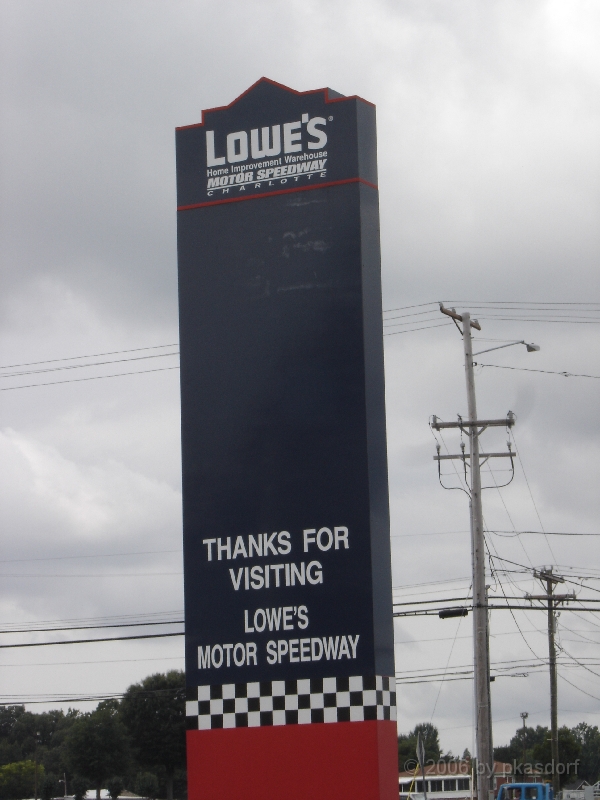 LOWE'S®
Home Improvement Warehouse
MOTOR SPEEDWAY
CHARLOTTE
THANKS FOR
VISITING
LOWE'S
MOTOR SPEEDWAY
© 2006 by pkasdorf